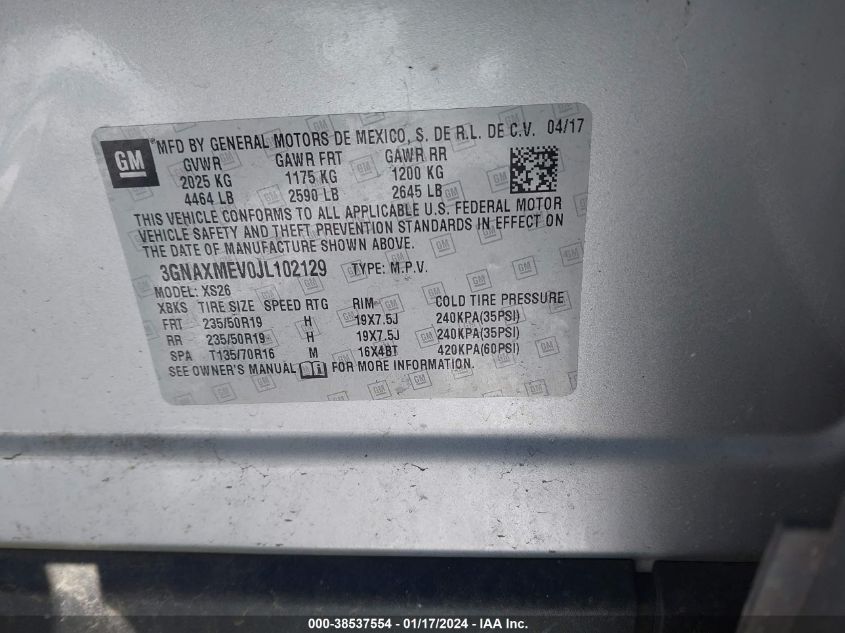 GM ® MFD BY GENERAL MOTORS DE MEXICO, S. DE R.L. DE C.V. 04/17
GVWR GAWR FRT GAWR RR
2025 KG 1175 KG 1200 KG
4464 LB 2590 LB 2645 LB
THIS VEHICLE CONFORMS TO ALL APPLICABLE U.S. FEDERAL MOTOR
VEHICLE SAFETY AND THEFT PREVENTION STANDARDS IN EFFECT ON
THE DATE OF MANUFACTURE SHOWN ABOVE.
3GNAXMEV0JL102129 TYPE: M.P.V.
MODEL: XS26
XBKS TIRE SIZE SPEED RTG RIM COLD TIRE PRESSURE
FRT 235/50R19 H 19X7.5J 240KPA(35PSI)
RR 235/50R19 H 19X7.5J 240KPA(35PSI)
SPA T135/70R16 M 16X4BT 420KPA(60PSI)
SEE OWNER'S MANUAL FOR MORE INFORMATION.
000-38537554 - 01/17/2024 - IAA Inc.